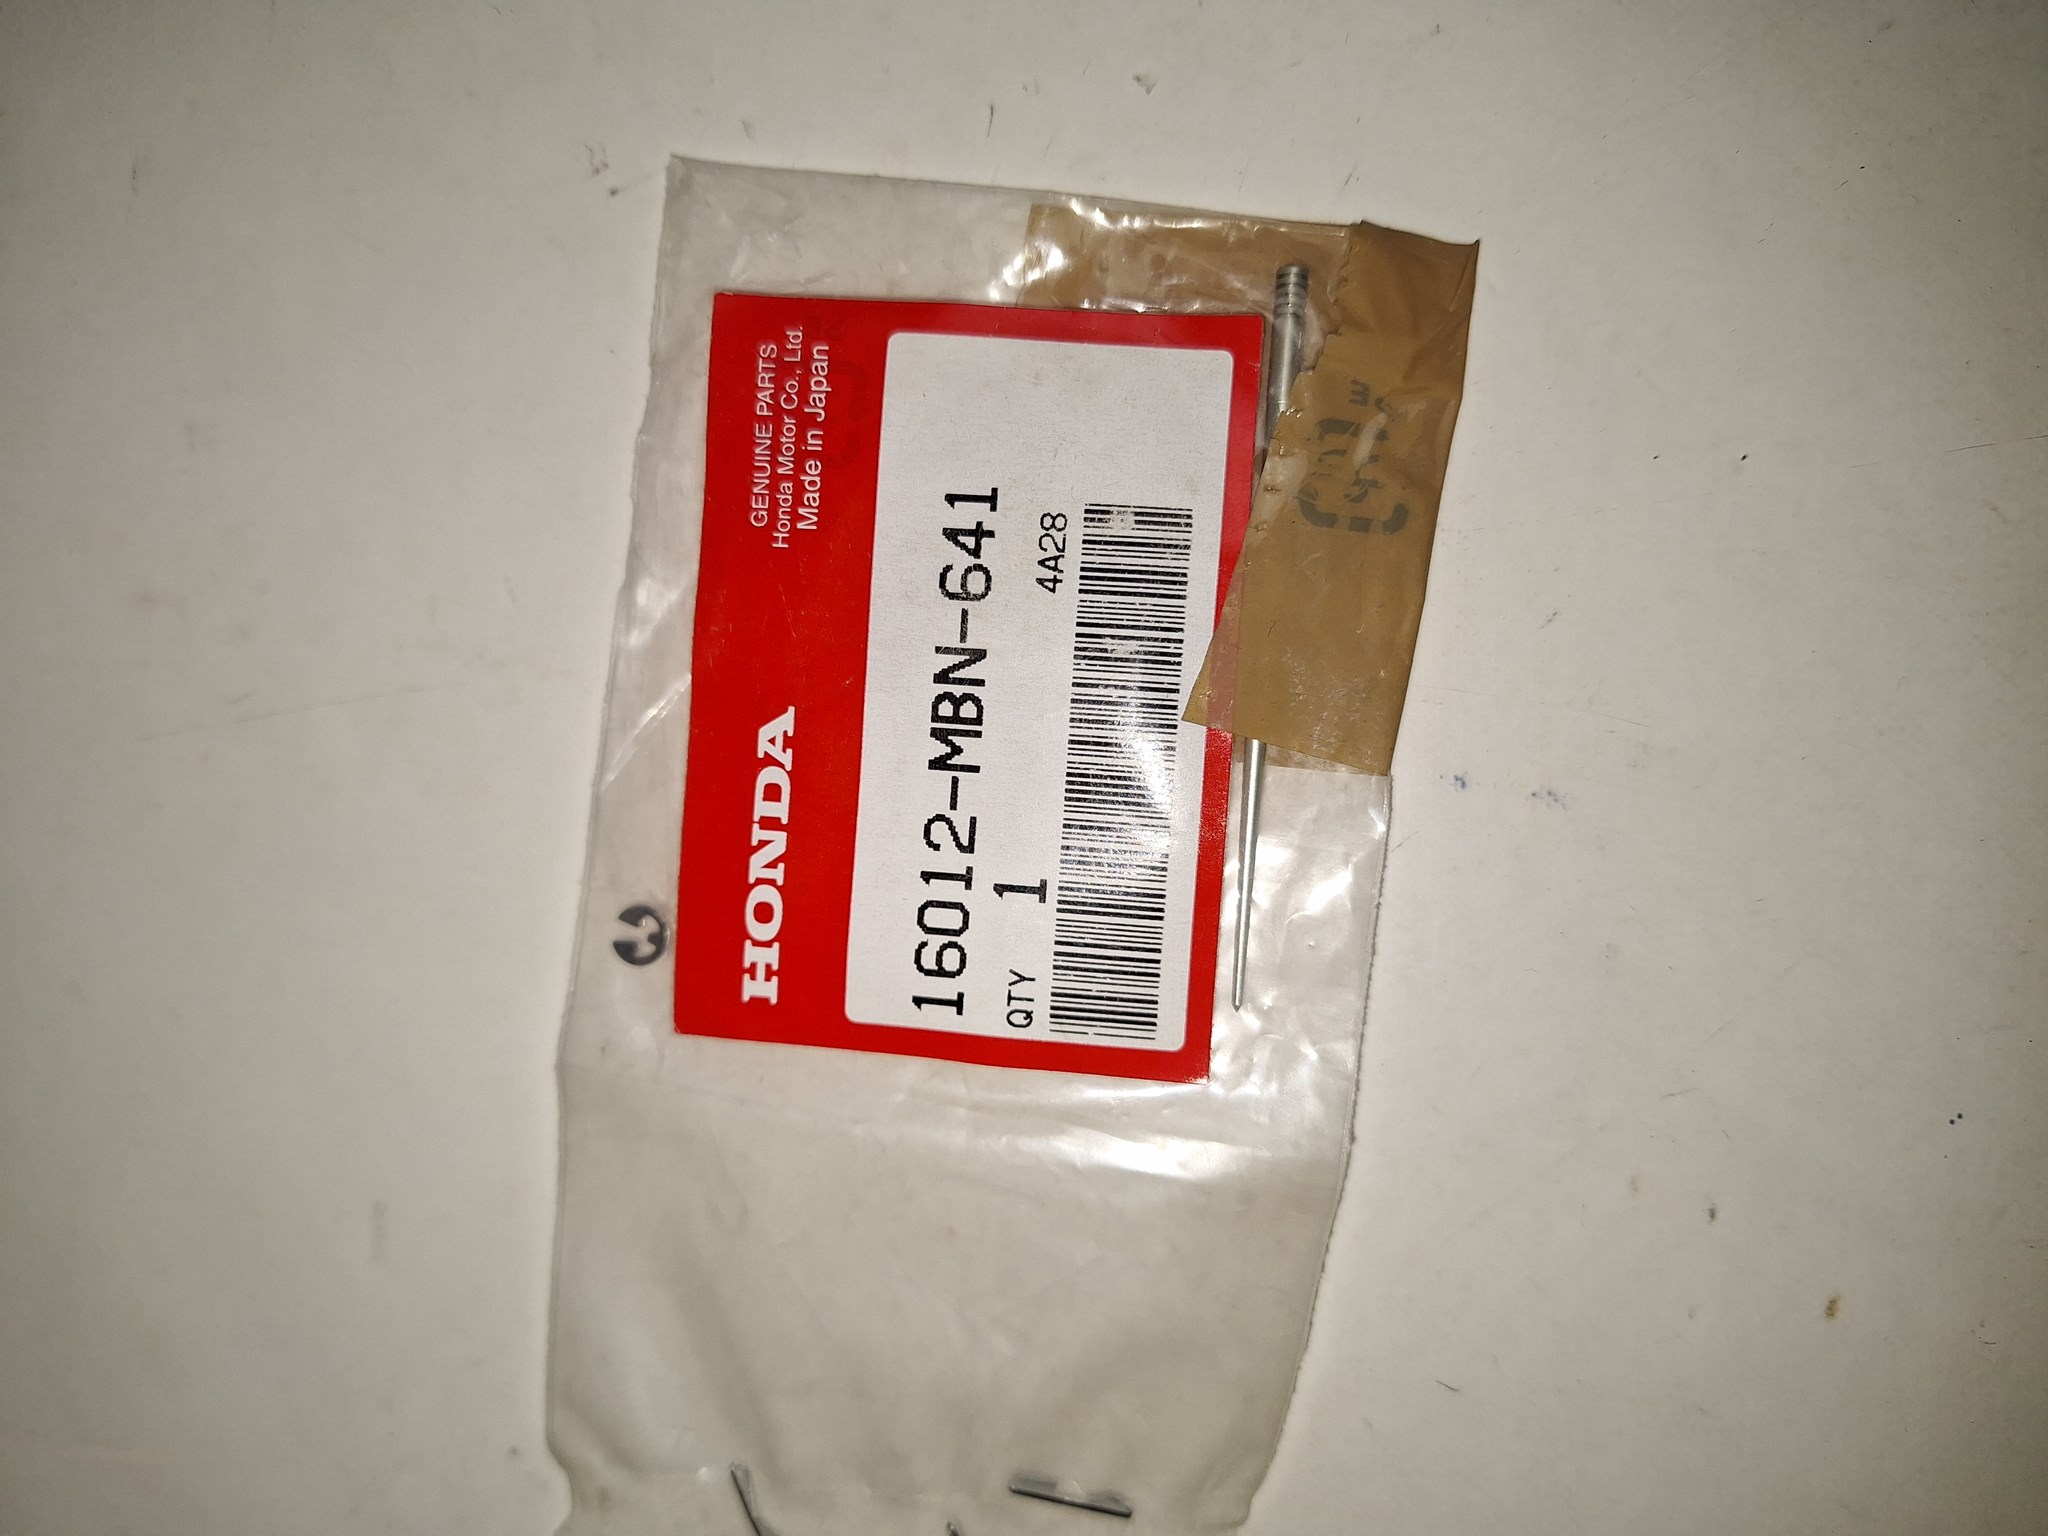 HONDA
GENUINE PARTS
Honda Motor Co., Ltd.
Made in Japan
16012-MBN-641
QTY 1
4A28